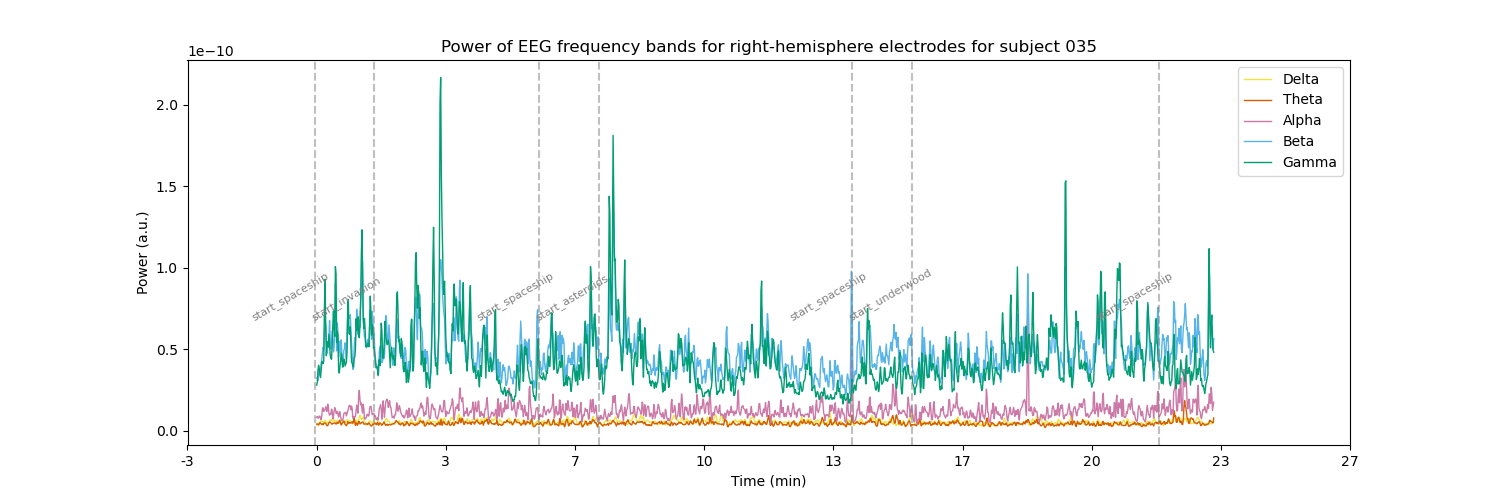 Power of EEG frequency bands for right-hemisphere electrodes for subject 035
1e−10
Power (a.u.)
2.0
1.5
1.0
0.5
0.0
start_spaceship
start_invasion
start_spaceship
start_asteroids
start_spaceship
start_underwood
start_spaceship
Delta
Theta
Alpha
Beta
Gamma
-3 0 3 7 10 13 17 20 23 27
Time (min)